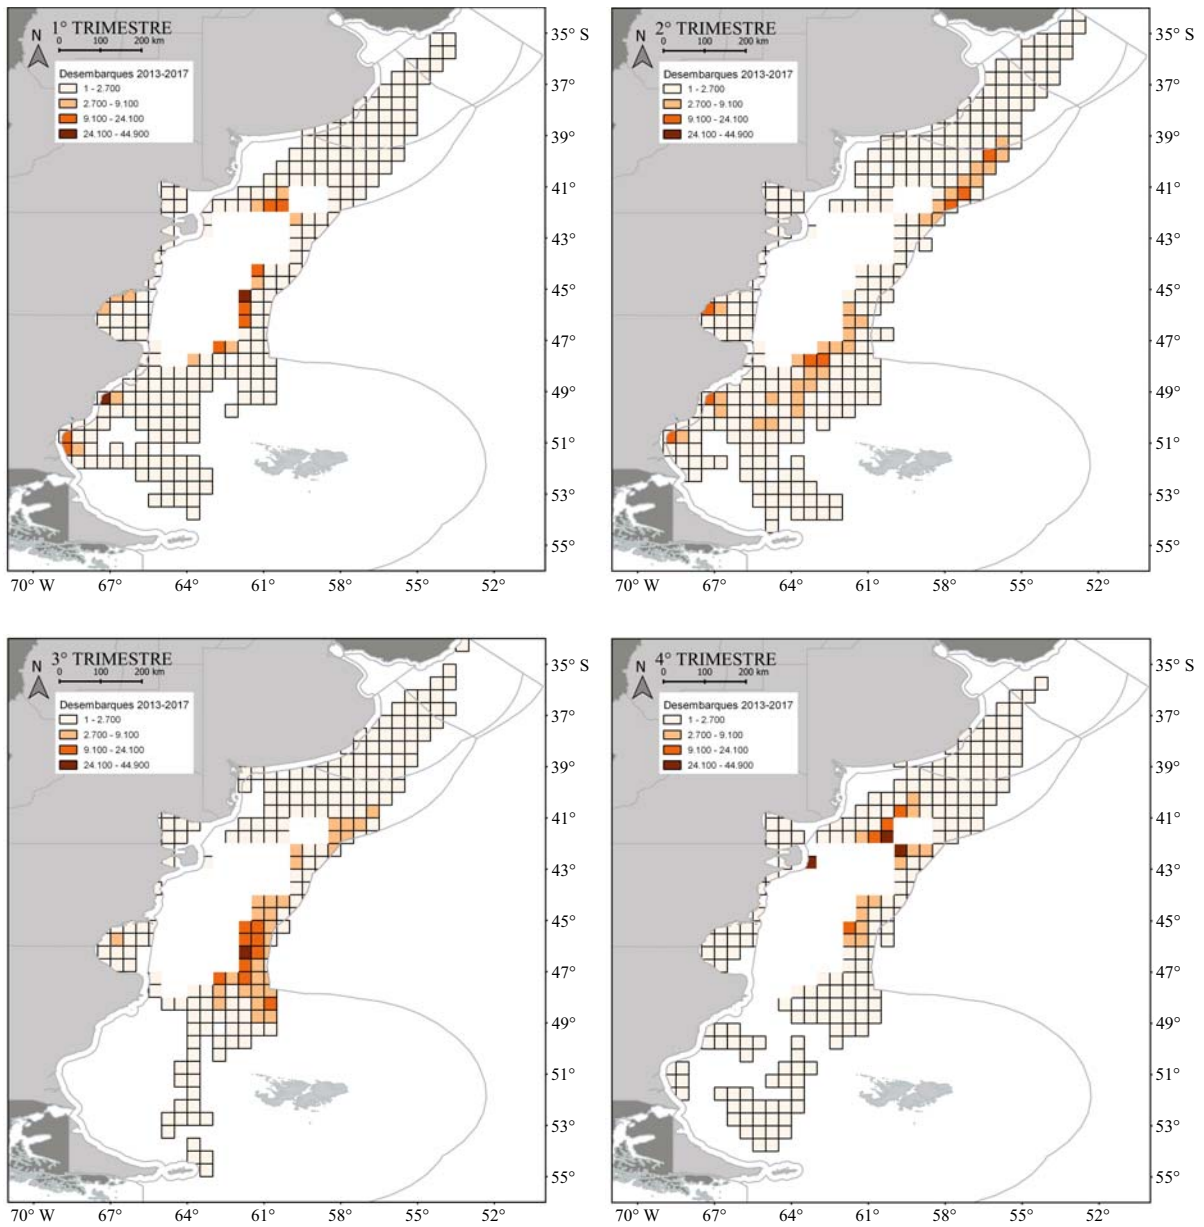 1° TRIMESTRE
N
0 100 200 km
Desembarques 2013-2017
1 - 2.700
2.700 - 9.100
9.100 - 24.100
24.100 - 44.900
35° S
37°
39°
41°
43°
45°
47°
49°
51°
53°
55°
70° W 67° 64° 61° 58° 55° 52°
2° TRIMESTRE
N
0 100 200 km
Desembarques 2013-2017
1 - 2.700
2.700 - 9.100
9.100 - 24.100
24.100 - 44.900
35° S
37°
39°
41°
43°
45°
47°
49°
51°
53°
55°
70° W 67° 64° 61° 58° 55° 52°
3° TRIMESTRE
N
0 100 200 km
Desembarques 2013-2017
1 - 2.700
2.700 - 9.100
9.100 - 24.100
24.100 - 44.900
35° S
37°
39°
41°
43°
45°
47°
49°
51°
53°
55°
70° W 67° 64° 61° 58° 55° 52°
4° TRIMESTRE
N
0 100 200 km
Desembarques 2013-2017
1 - 2.700
2.700 - 9.100
9.100 - 24.100
24.100 - 44.900
35° S
37°
39°
41°
43°
45°
47°
49°
51°
53°
55°
70° W 67° 64° 61° 58° 55° 52°